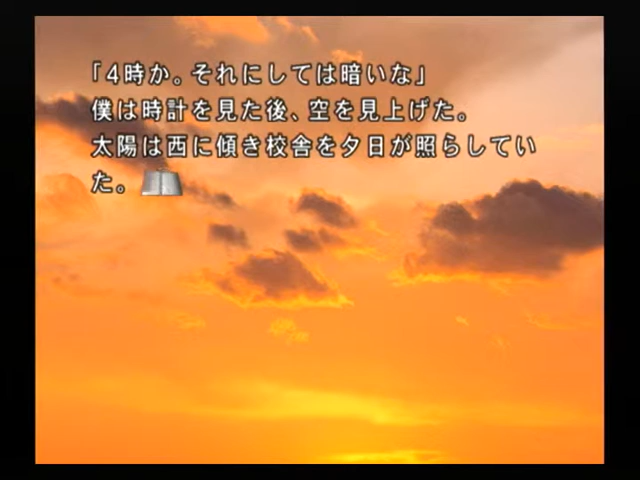 「4時か。それにしては暗いな」
僕は時計を見た後、空を見上げた。
太陽は西に傾き校舎を夕日が照らしてい
た。